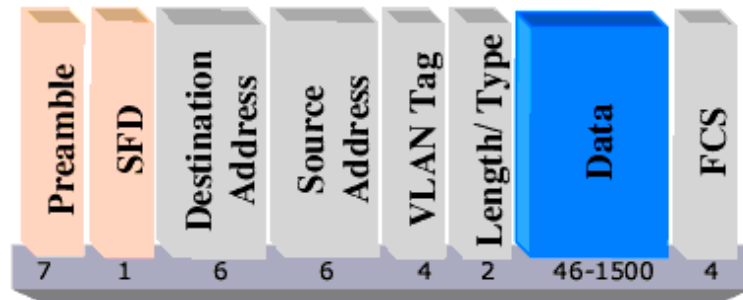 Preamble
SFD
Destination
Address
Source
Address
VLAN Tag
Length/ Type
Data
FCS
7 1 6 6 4 2 46-1500 4